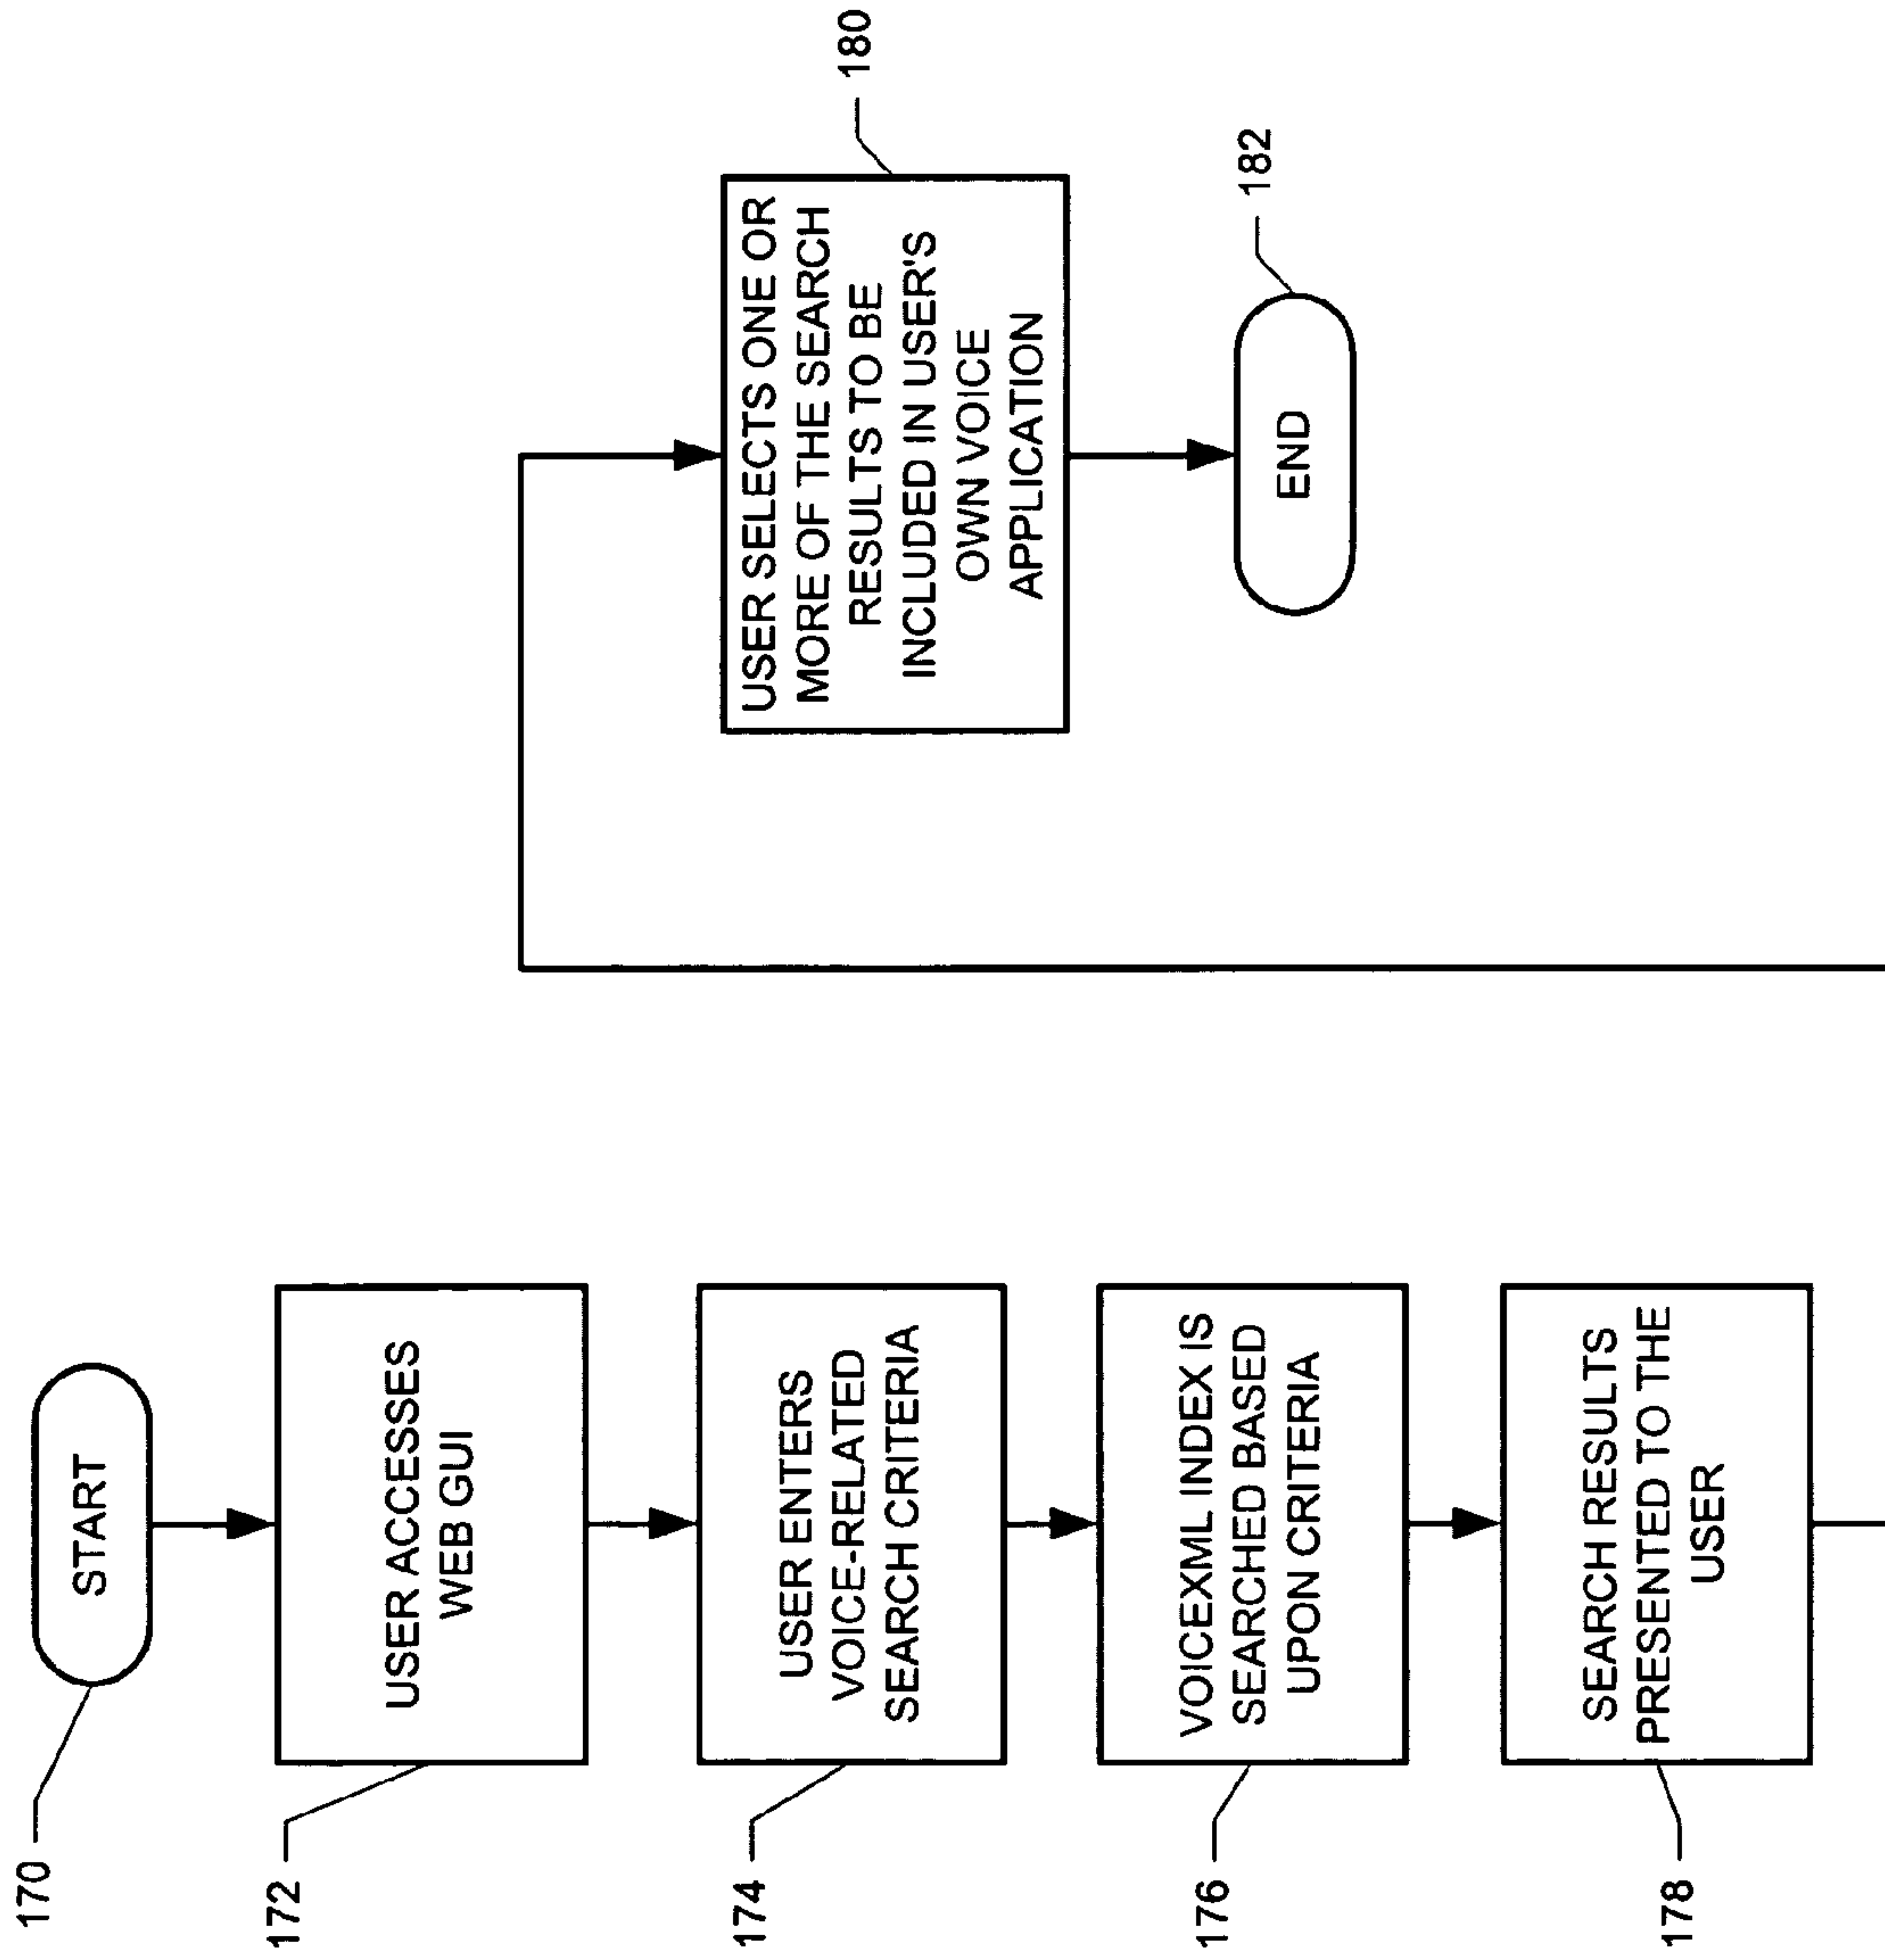 170
START
172
USER ACCESSES
WEB GUI
174
USER ENTERS
VOICE-RELATED
SEARCH CRITERIA
176
VOICEXML INDEX IS
SEARCHED BASED
UPON CRITERIA
178
SEARCH RESULTS
PRESENTED TO THE
USER
180
USER SELECTS ONE OR
MORE OF THE SEARCH
RESULTS TO BE
INCLUDED IN USER'S
OWN VOICE
APPLICATION
182
END